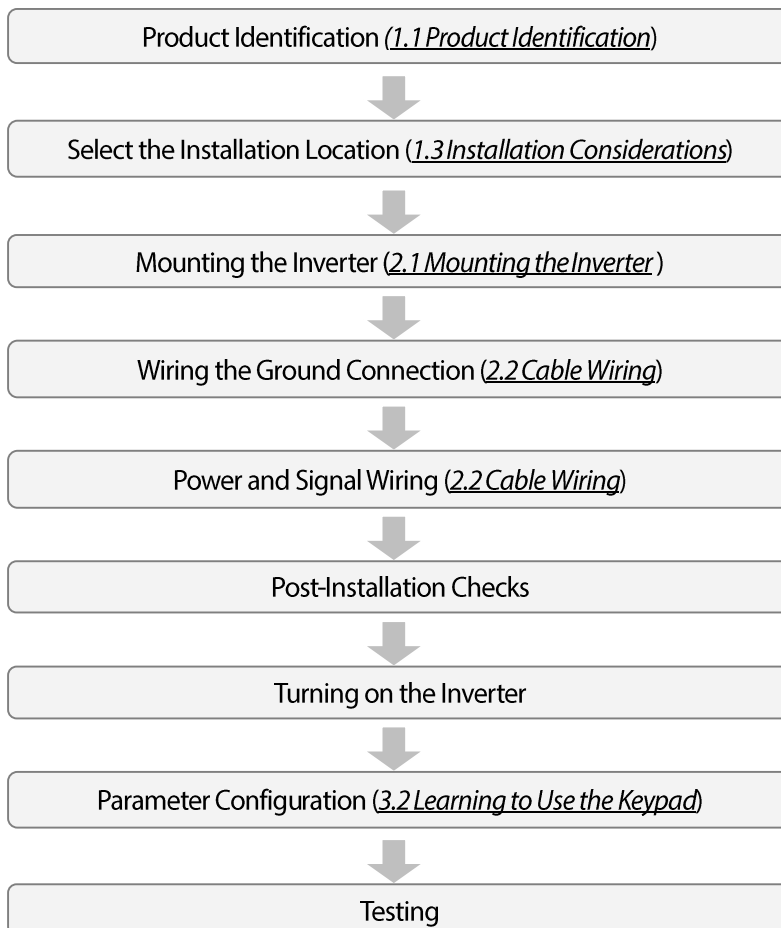 Product Identification (1.1 Product Identification)
Select the Installation Location (1.3 Installation Considerations)
Mounting the Inverter (2.1 Mounting the Inverter )
Wiring the Ground Connection (2.2 Cable Wiring)
Power and Signal Wiring (2.2 Cable Wiring)
Post-Installation Checks
Turning on the Inverter
Parameter Configuration (3.2 Learning to Use the Keypad)
Testing